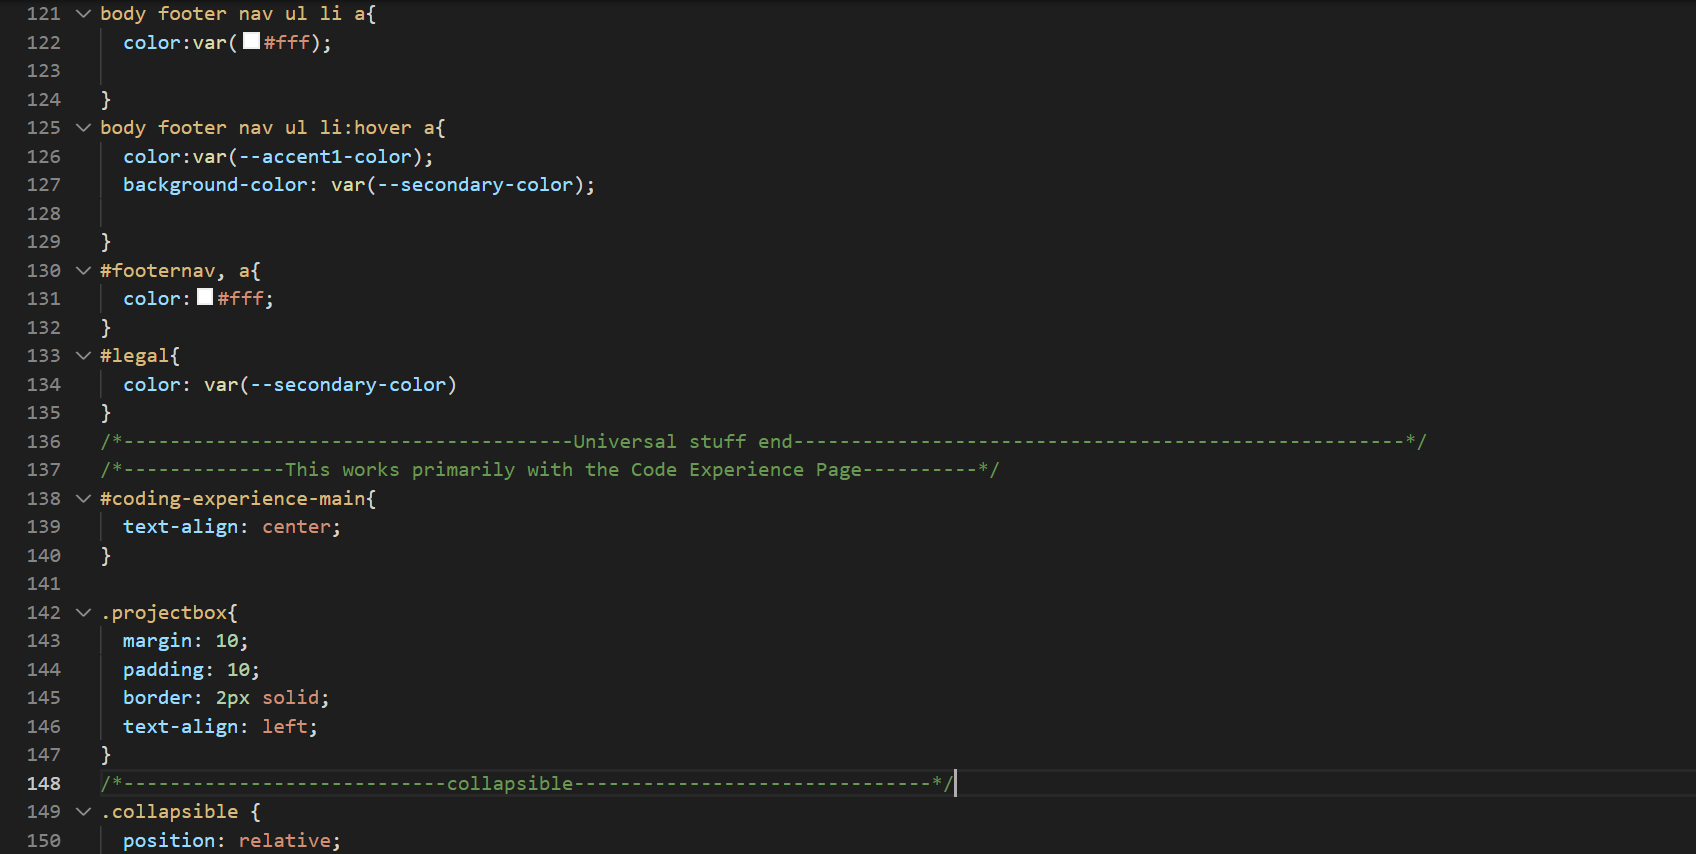 121 body footer nav ul li a{
122   color:var(#fff);
123
124 }
125 body footer nav ul li:hover a{
126   color:var(--accent1-color);
127   background-color: var(--secondary-color);
128
129 }
130 #footernav, a{
131   color:#fff;
132 }
133 #legal{
134   color: var(--secondary-color)
135 }
136 /*---------------------------------------Universal stuff end-----------------------------------------------------*/
137 /*--------------This works primarily with the Code Experience Page----------*/
138 #coding-experience-main{
139   text-align: center;
140 }
141
142 .projectbox{
143   margin: 10;
144   padding: 10;
145   border: 2px solid;
146   text-align: left;
147 }
148 /*----------------------------collapsible-------------------------------*/
149 .collapsible {
150   position: relative;